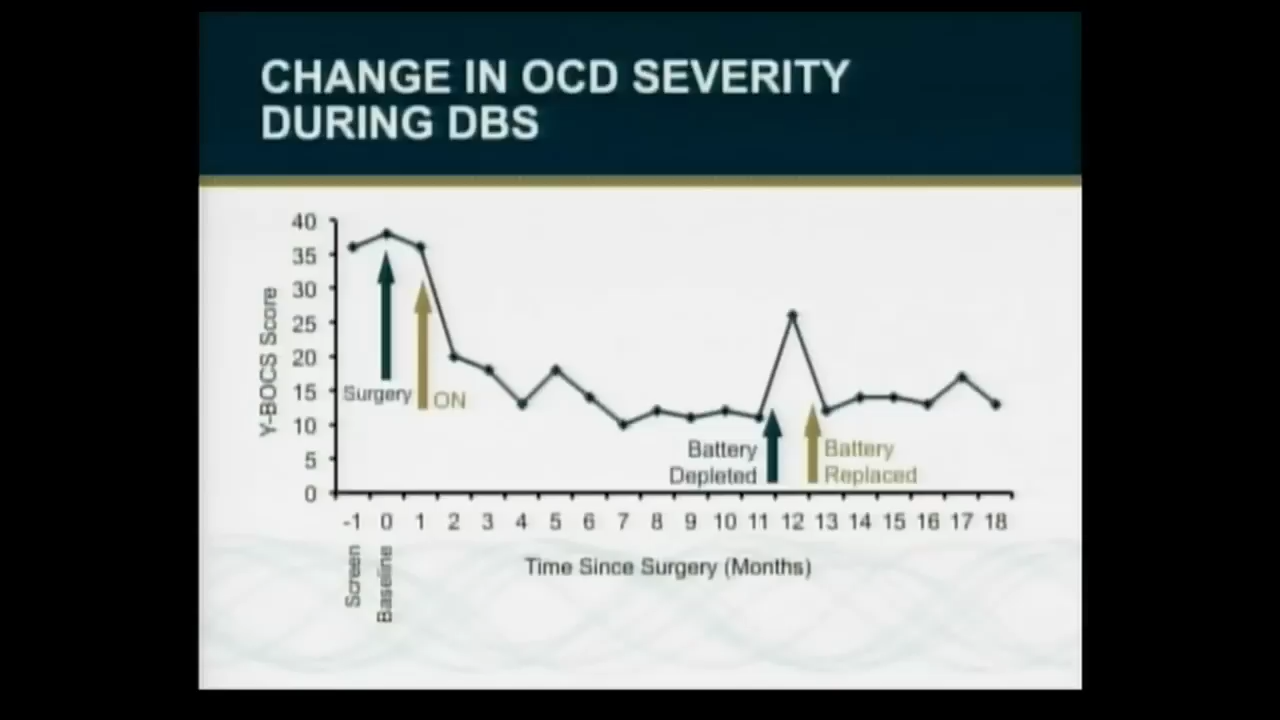 CHANGE IN OCD SEVERITY
DURING DBS
40
35
30
25
20
15
10
5
0
Y-BOCS Score
Surgery
ON
Battery
Depleted
Battery
Replaced
-1 0 1 2 3 4 5 6 7 8 9 10 11 12 13 14 15 16 17 18
Screen
Baseline
Time Since Surgery (Months)